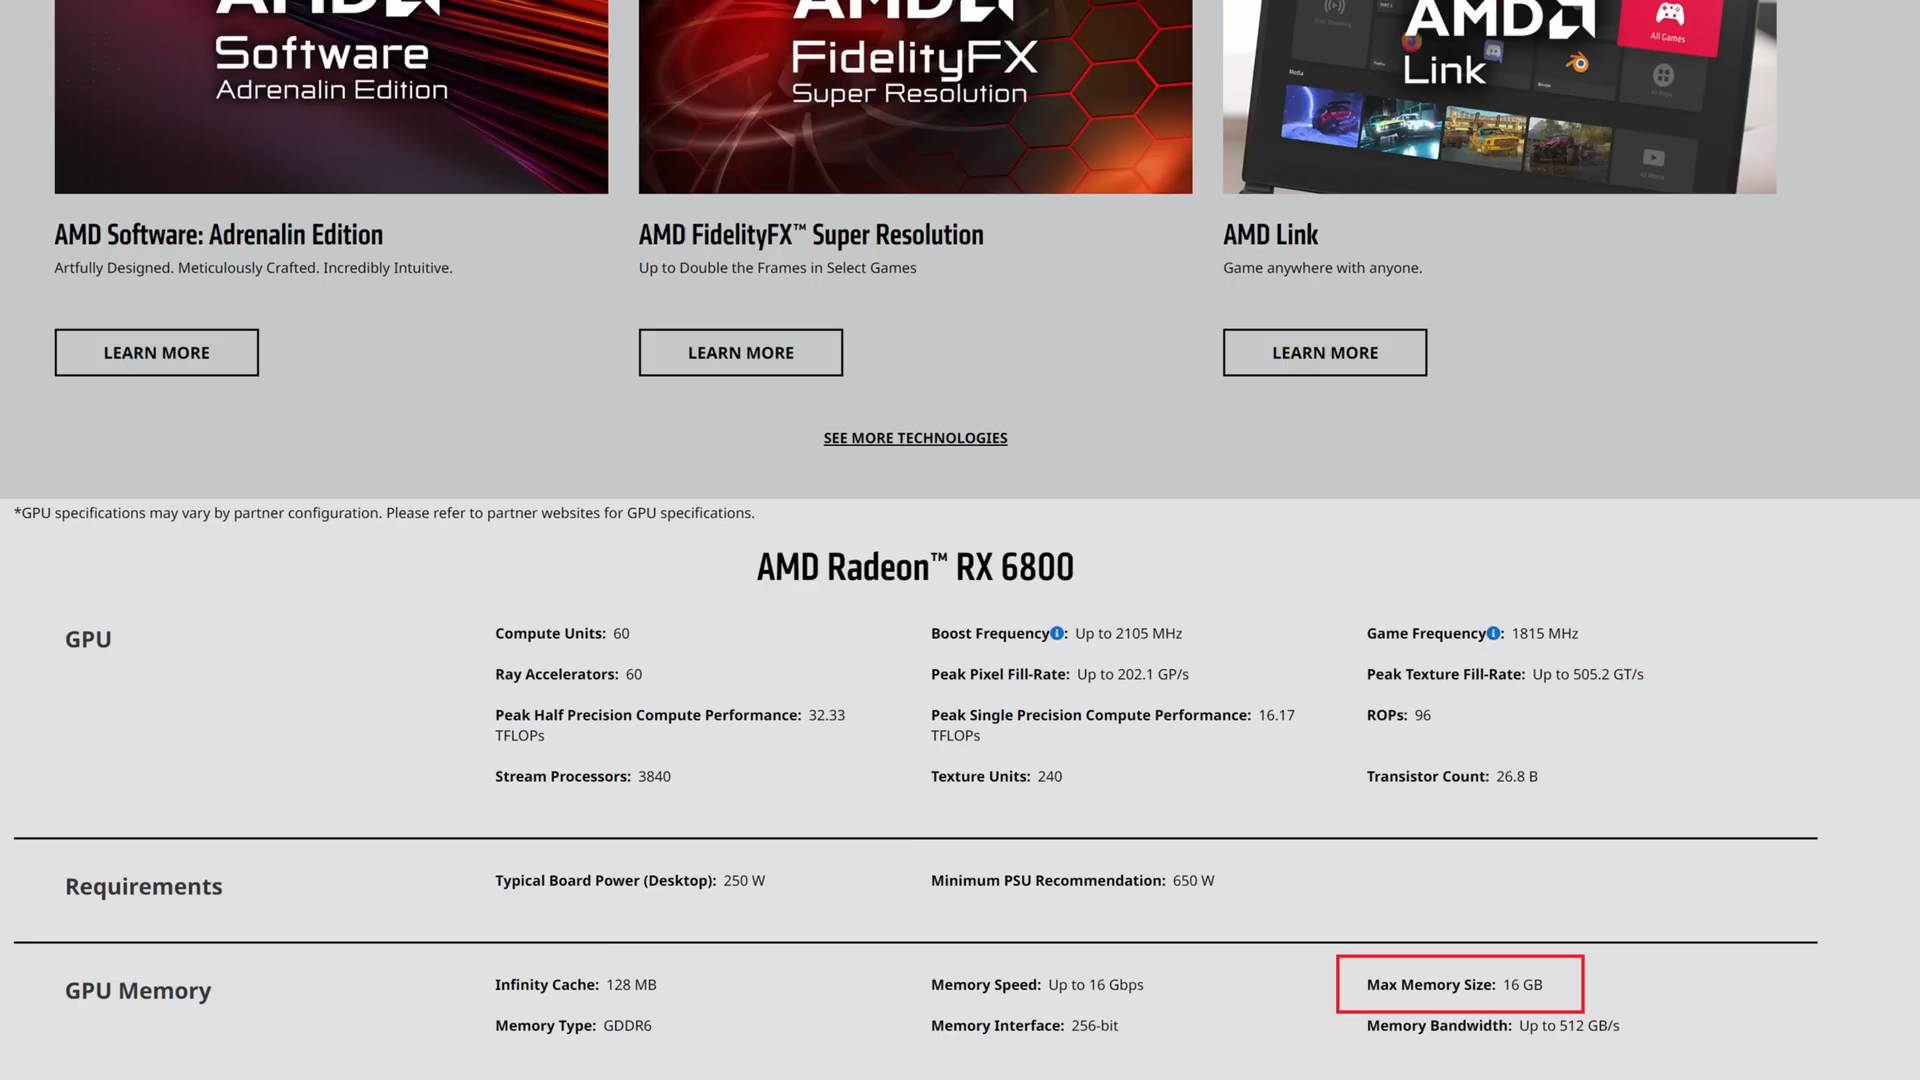 AMD
Software
Adrenalin Edition
AMD
FidelityFX
Super Resolution
AMD
Link
All Games
Media
AMD Software: Adrenalin Edition
Artfully Designed. Meticulously Crafted. Incredibly Intuitive.
LEARN MORE
AMD FidelityFX™ Super Resolution
Up to Double the Frames in Select Games
LEARN MORE
AMD Link
Game anywhere with anyone.
LEARN MORE
SEE MORE TECHNOLOGIES
*GPU specifications may vary by partner configuration. Please refer to partner websites for GPU specifications.
AMD Radeon™ RX 6800
GPU
Compute Units: 60
Boost Frequency: Up to 2105 MHz
Game Frequency: 1815 MHz
Ray Accelerators: 60
Peak Pixel Fill-Rate: Up to 202.1 GP/s
Peak Texture Fill-Rate: Up to 505.2 GT/s
Peak Half Precision Compute Performance: 32.33
TFLOPs
Peak Single Precision Compute Performance: 16.17
TFLOPs
ROPs: 96
Stream Processors: 3840
Texture Units: 240
Transistor Count: 26.8 B
Requirements
Typical Board Power (Desktop): 250 W
Minimum PSU Recommendation: 650 W
GPU Memory
Infinity Cache: 128 MB
Memory Speed: Up to 16 Gbps
Max Memory Size: 16 GB
Memory Type: GDDR6
Memory Interface: 256-bit
Memory Bandwidth: Up to 512 GB/s